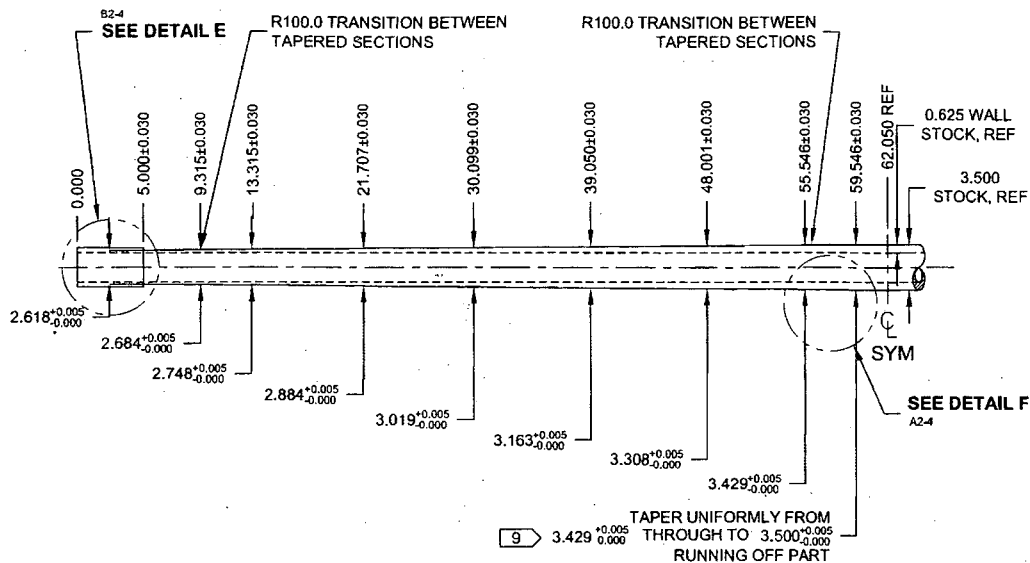 B2-4
SEE DETAIL E
R100.0 TRANSITION BETWEEN
TAPERED SECTIONS
R100.0 TRANSITION BETWEEN
TAPERED SECTIONS
0.000
5.000±0.030
9.315±0.030
13.315±0.030
21.707±0.030
30.099±0.030
39.050±0.030
48.001±0.030
55.546±0.030
59.546±0.030
62.050 REF
0.625 WALL
STOCK, REF
3.500
STOCK, REF
2.618 +0.005 -0.000
2.684 +0.005 -0.000
2.748 +0.005 -0.000
2.884 +0.005 -0.000
3.019 +0.005 -0.000
3.163 +0.005 -0.000
3.308 +0.005 -0.000
3.429 +0.005 -0.000
CL
SYM
SEE DETAIL F
A2-4
TAPER UNIFORMLY FROM
9 3.429 +0.005 0.000 THROUGH TO 3.500 +0.005 -0.000
RUNNING OFF PART